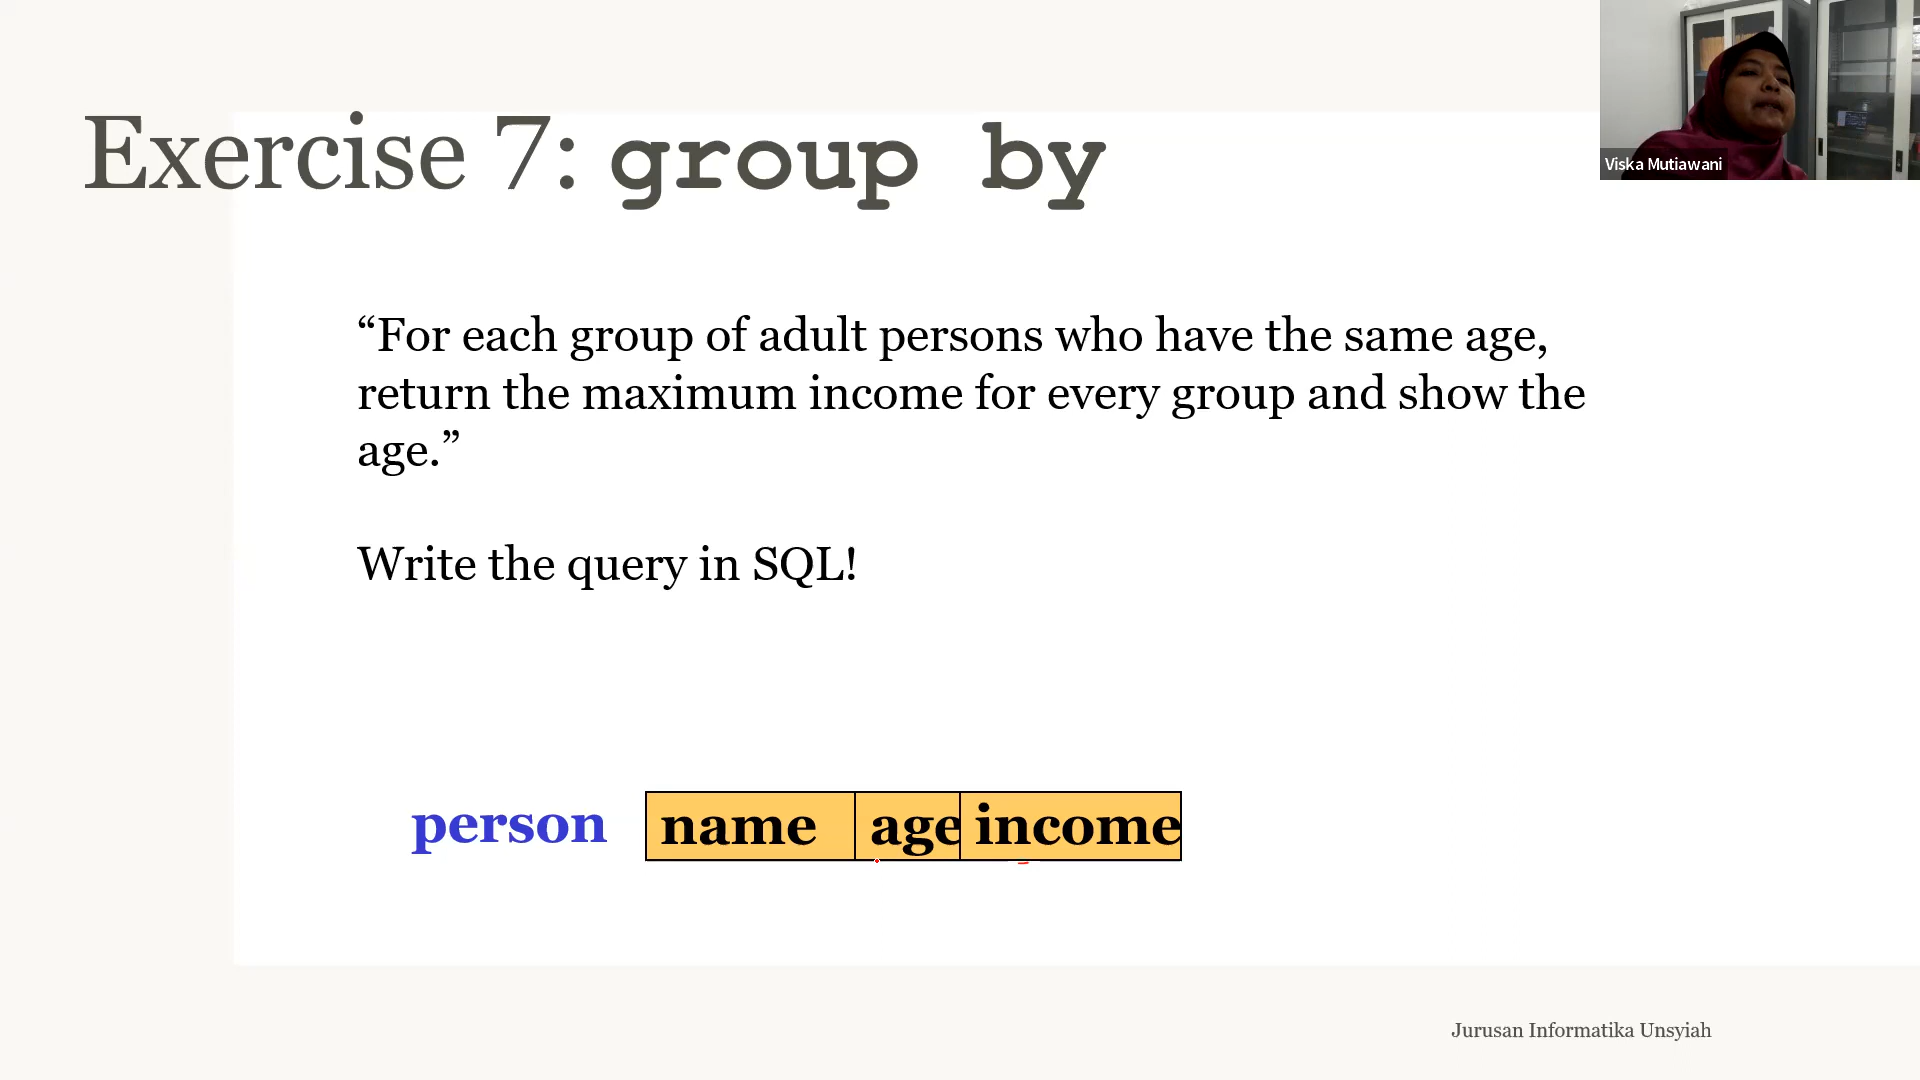 Viska Mutiawani
Exercise 7: group by
“For each group of adult persons who have the same age,
return the maximum income for every group and show the
age.”
Write the query in SQL!
person name age income
Jurusan Informatika Unsyiah